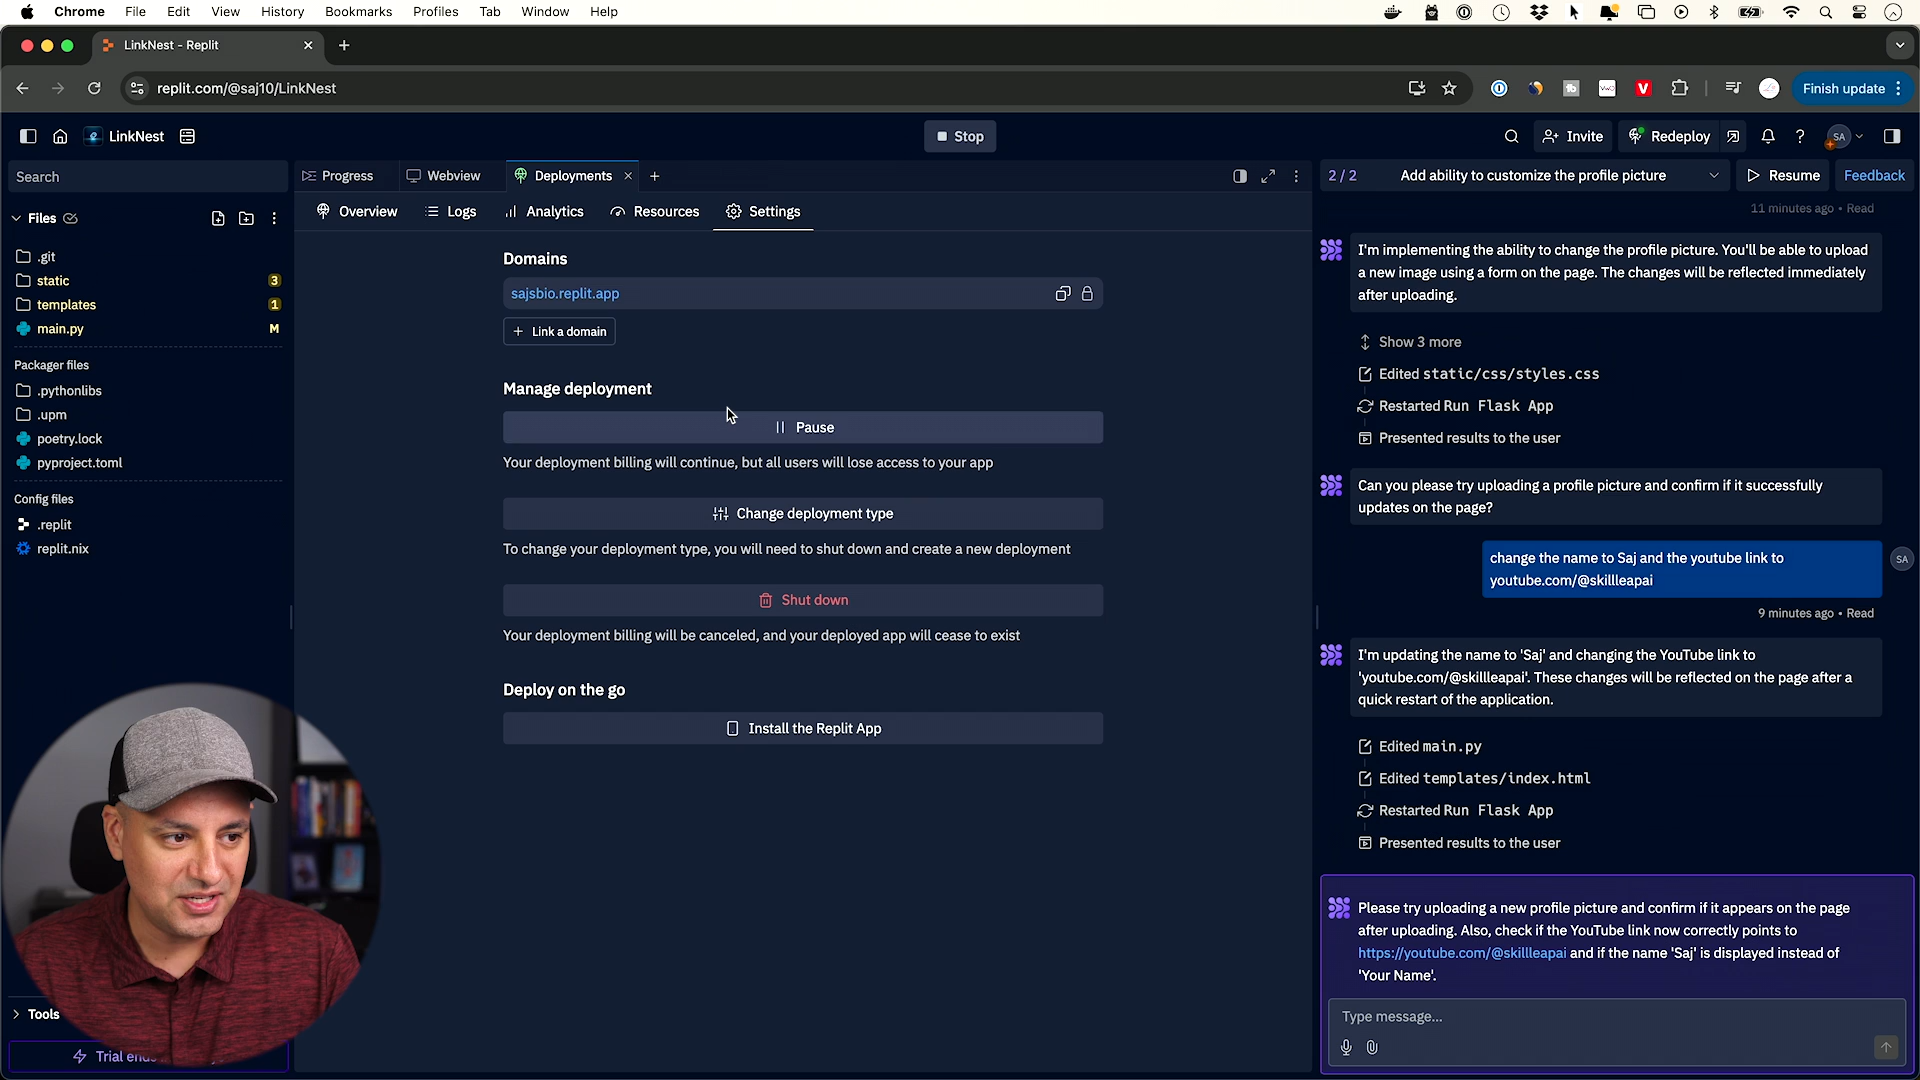 Chrome File Edit View History Bookmarks Profiles Tab Window Help
LinkNest - Replit
replit.com/@saj10/LinkNest
Finish update
LinkNest
Stop
Invite
Redeploy
SA
Search
Progress
Webview
Deployments
2 / 2
Add ability to customize the profile picture
Resume
Feedback
Files
Overview
Logs
Analytics
Resources
Settings
.git
static 3
templates 1
main.py M
Packager files
.pythonlibs
.upm
poetry.lock
pyproject.toml
Config files
.replit
replit.nix
Tools
Domains
sajsbio.replit.app
+ Link a domain
Manage deployment
Pause
Your deployment billing will continue, but all users will lose access to your app
Change deployment type
To change your deployment type, you will need to shut down and create a new deployment
Shut down
Your deployment billing will be canceled, and your deployed app will cease to exist
Deploy on the go
Install the Replit App
11 minutes ago • Read
I'm implementing the ability to change the profile picture. You'll be able to upload
a new image using a form on the page. The changes will be reflected immediately
after uploading.
Show 3 more
Edited static/css/styles.css
Restarted Run Flask App
Presented results to the user
Can you please try uploading a profile picture and confirm if it successfully
updates on the page?
change the name to Saj and the youtube link to
youtube.com/@skillleapai
SA
9 minutes ago • Read
I'm updating the name to 'Saj' and changing the YouTube link to
'youtube.com/@skillleapai'. These changes will be reflected on the page after a
quick restart of the application.
Edited main.py
Edited templates/index.html
Restarted Run Flask App
Presented results to the user
Please try uploading a new profile picture and confirm if it appears on the page
after uploading. Also, check if the YouTube link now correctly points to
https://youtube.com/@skillleapai and if the name 'Saj' is displayed instead of
'Your Name'.
Type message...
Trial